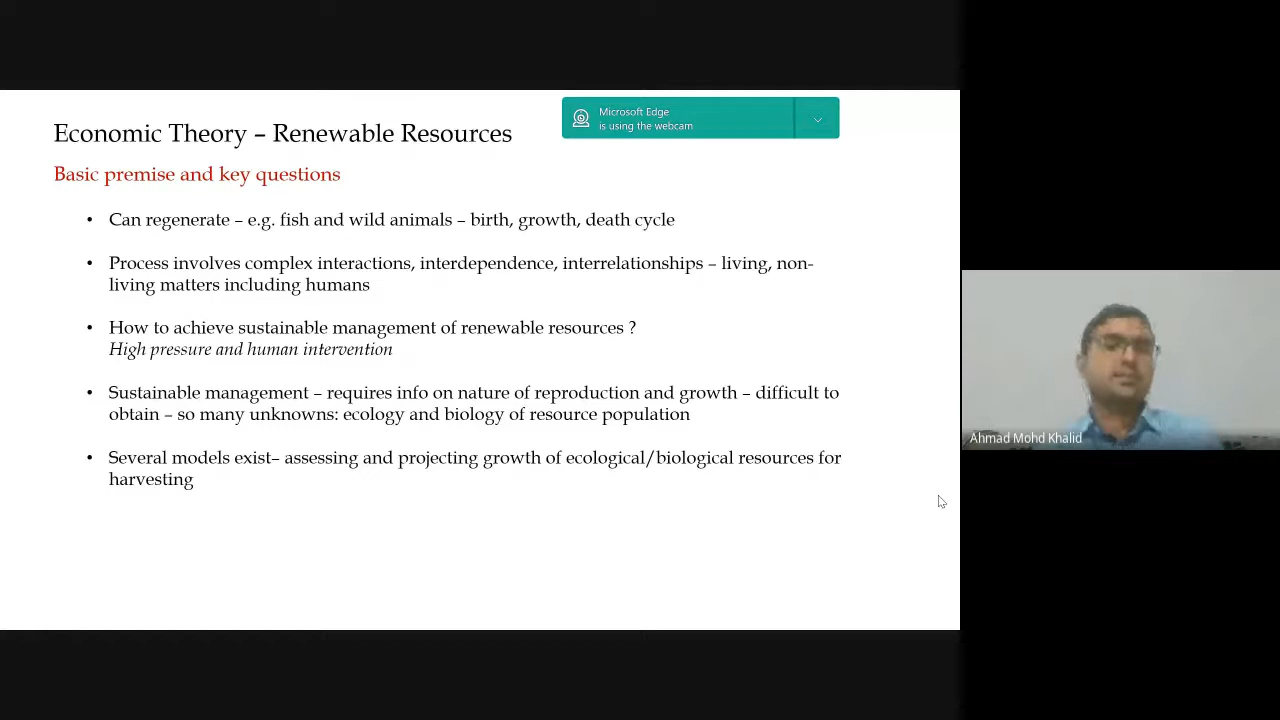 Economic Theory – Renewable Resources
Microsoft Edge
is using the webcam
Basic premise and key questions
• Can regenerate – e.g. fish and wild animals – birth, growth, death cycle
• Process involves complex interactions, interdependence, interrelationships – living, non-
living matters including humans
• How to achieve sustainable management of renewable resources ?
High pressure and human intervention
• Sustainable management – requires info on nature of reproduction and growth – difficult to
obtain – so many unknowns: ecology and biology of resource population
• Several models exist– assessing and projecting growth of ecological/biological resources for
harvesting
Ahmad Mohd Khalid